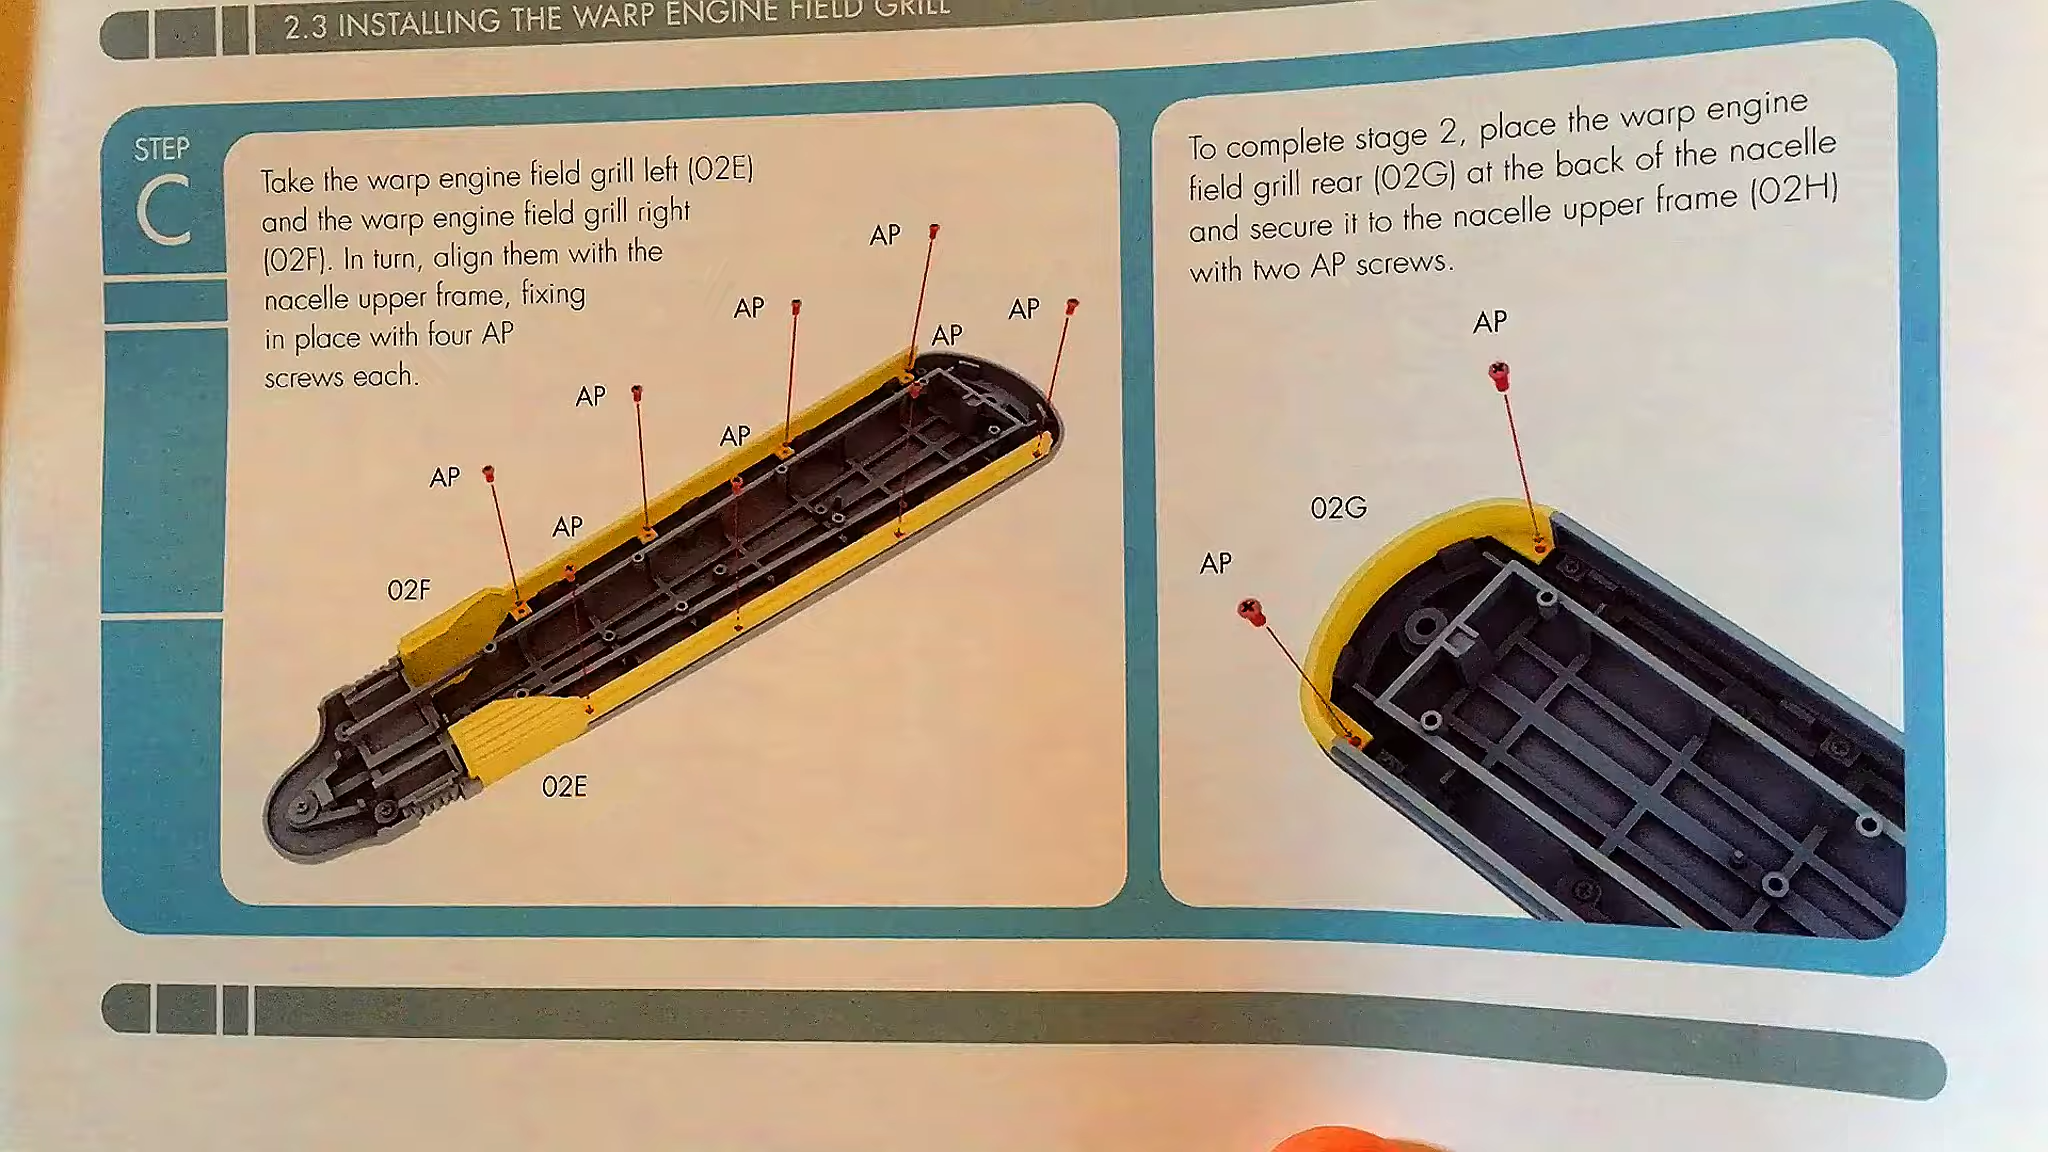 2.3 INSTALLING THE WARP ENGINE FIELD GRILL
STEP
C
Take the warp engine field grill left (02E)
and the warp engine field grill right
(02F). In turn, align them with the
nacelle upper frame, fixing
in place with four AP
screws each.
AP
AP
AP
AP
AP
AP
AP
AP
02F
02E
To complete stage 2, place the warp engine
field grill rear (02G) at the back of the nacelle
and secure it to the nacelle upper frame (02H)
with two AP screws.
AP
02G
AP